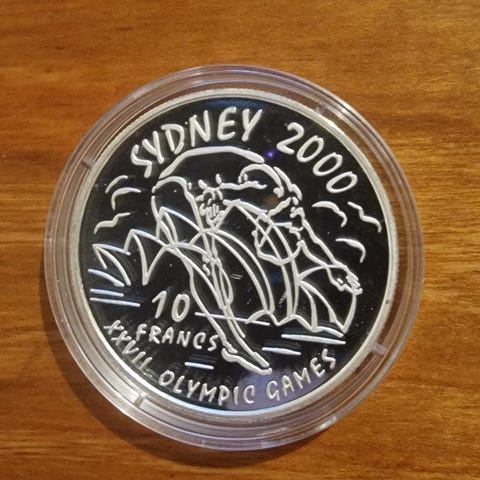 SYDNEY 2000
10
FRANCS
XXVII OLYMPIC GAMES